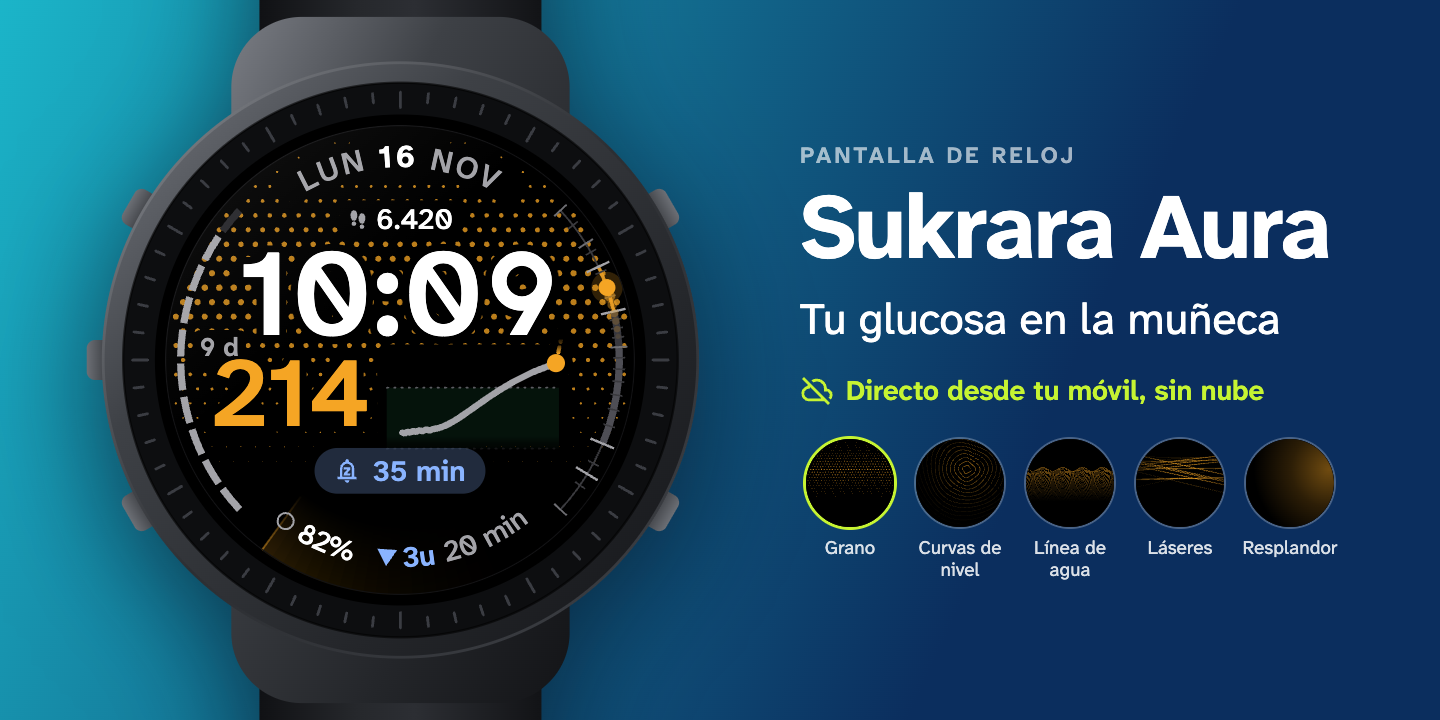 LUN 16 NOV
6.420
10:09
9 d
214
35 min
82%
3u 20 min
PANTALLA DE RELOJ
Sukrara Aura
Tu glucosa en la muñeca
Directo desde tu móvil, sin nube
Grano
Curvas de
nivel
Línea de
agua
Láseres
Resplandor